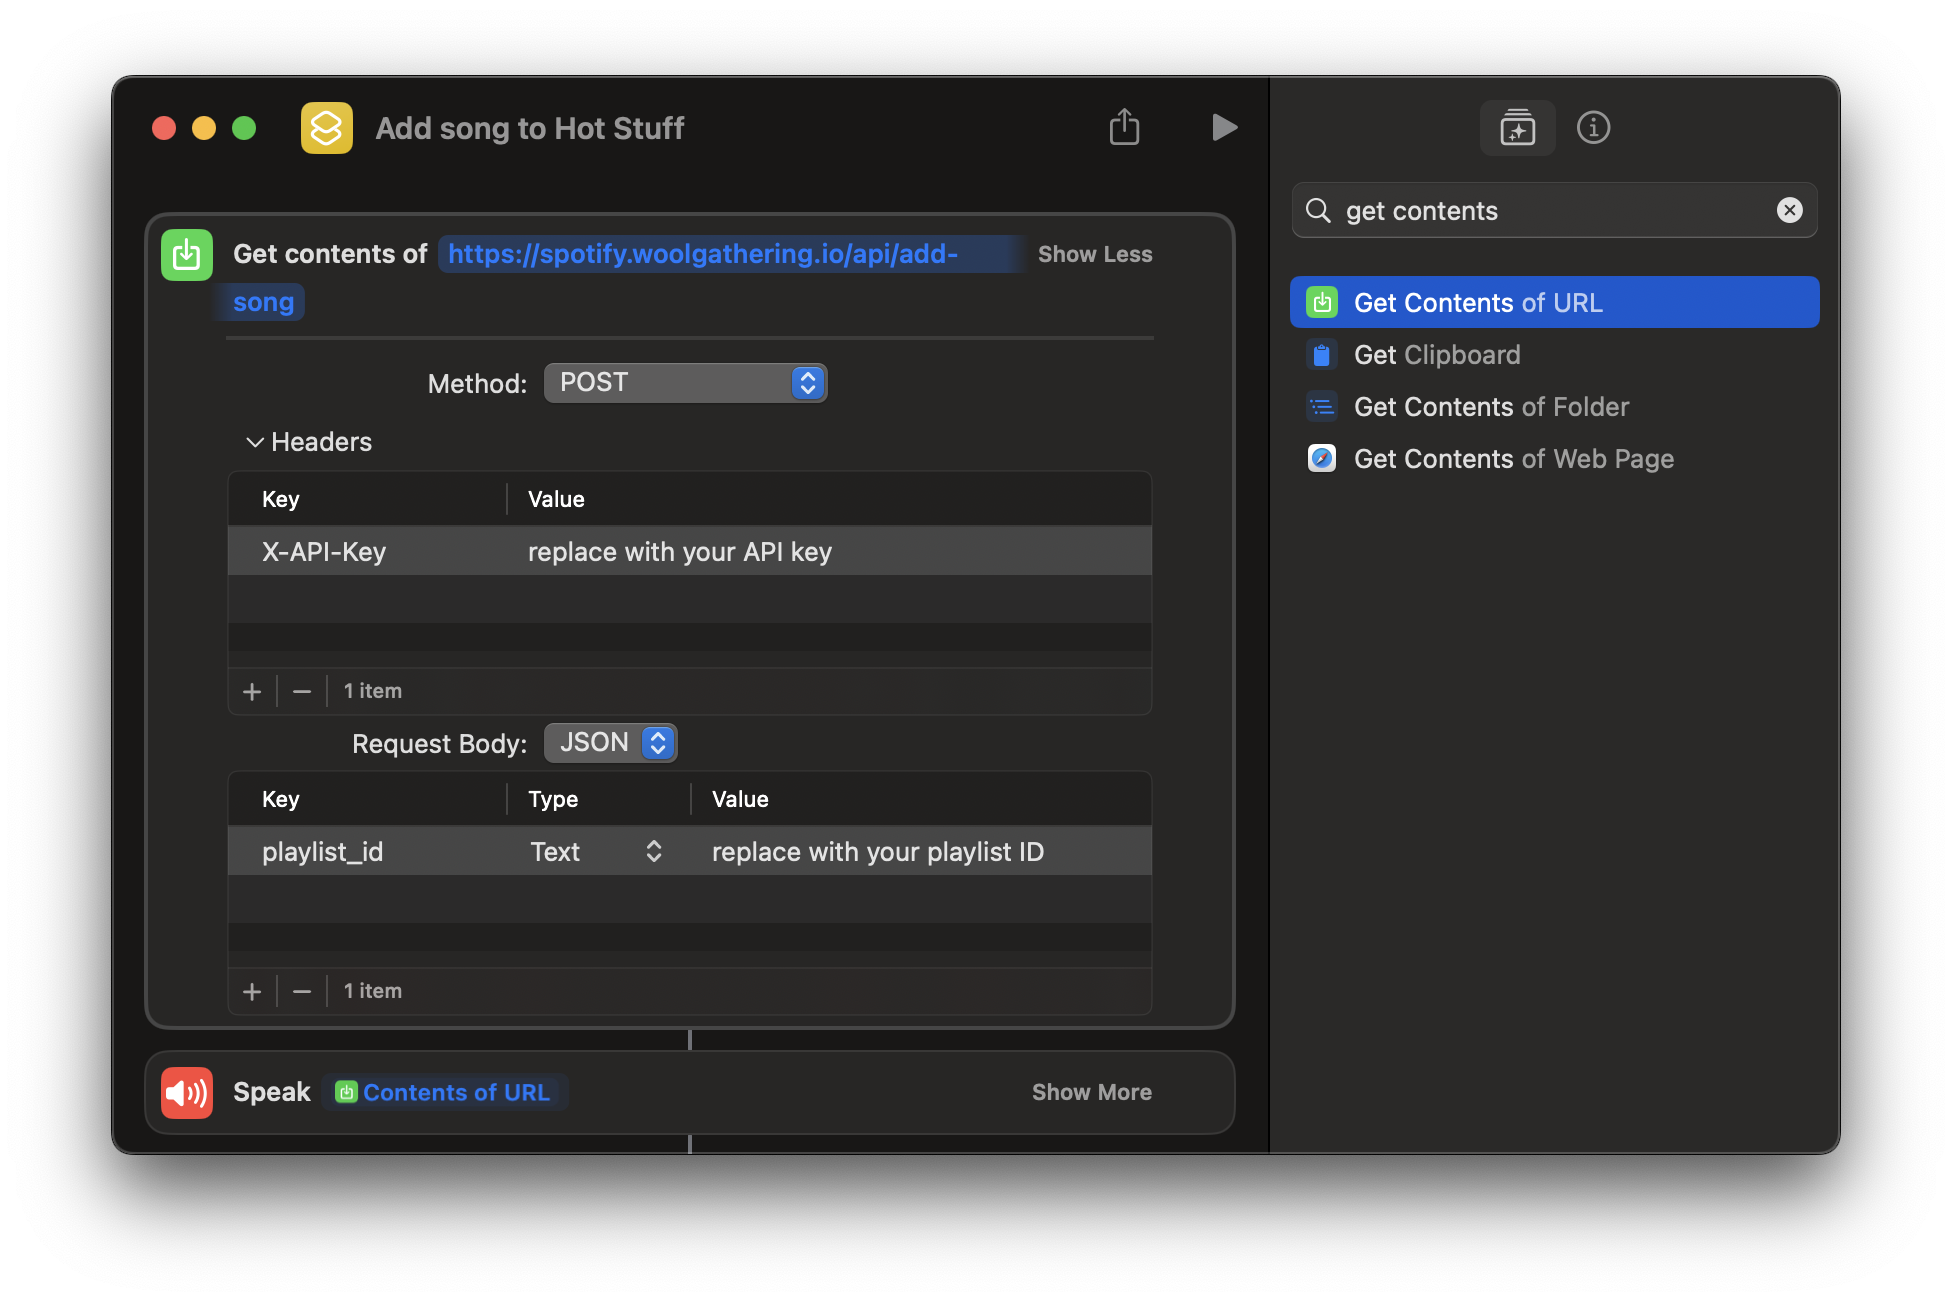 Add song to Hot Stuff
Get contents of https://spotify.woolgathering.io/api/add-
song
Show Less
Method: POST
Headers
Key Value
X-API-Key replace with your API key
+ − 1 item
Request Body: JSON
Key Type Value
playlist_id Text replace with your playlist ID
+ − 1 item
Speak Contents of URL Show More
get contents
Get Contents of URL
Get Clipboard
Get Contents of Folder
Get Contents of Web Page